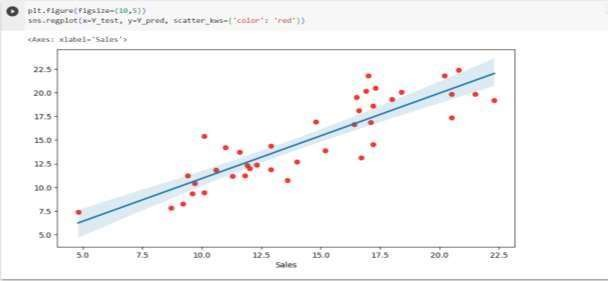 plt.figure(figsize=(10,5))
sns.regplot(x=Y_test, y=Y_pred, scatter_kws={'color': 'red'})
<Axes: xlabel='Sales'>
22.5
20.0
17.5
15.0
12.5
10.0
7.5
5.0
5.0 7.5 10.0 12.5 15.0 17.5 20.0 22.5
Sales